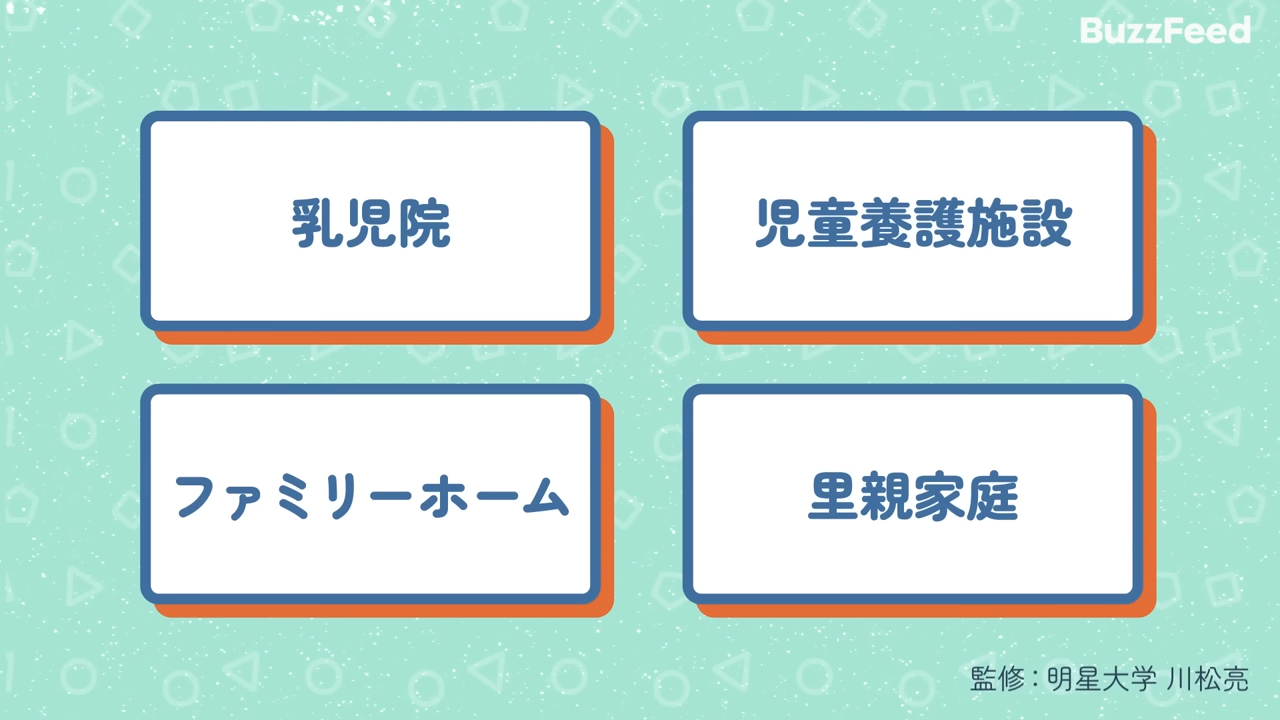 BuzzFeed
乳児院
児童養護施設
ファミリーホーム
里親家庭
監修:明星大学 川松亮